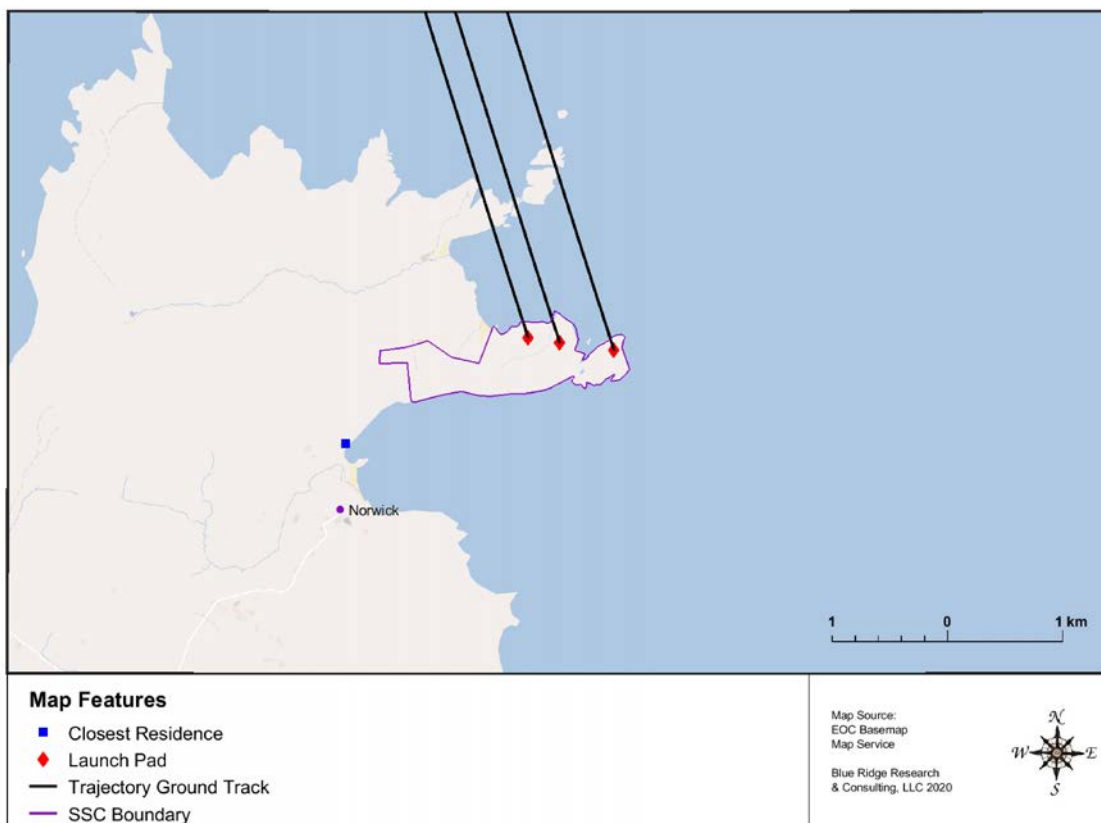 Norwick
1 0 1 km
Map Features
Closest Residence
Launch Pad
Trajectory Ground Track
SSC Boundary
Map Source:
EOC Basemap
Map Service
Blue Ridge Research
& Consulting, LLC 2020
N
W E
S